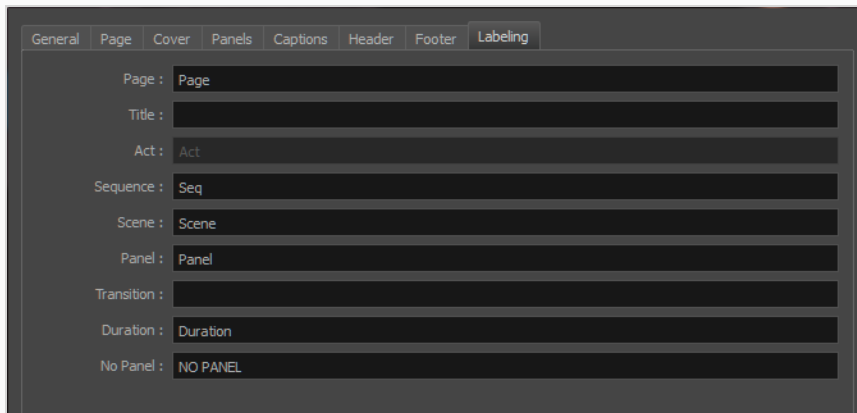 General Page Cover Panels Captions Header Footer Labeling
Page : Page
Title :
Act : Act
Sequence : Seq
Scene : Scene
Panel : Panel
Transition :
Duration : Duration
No Panel : NO PANEL